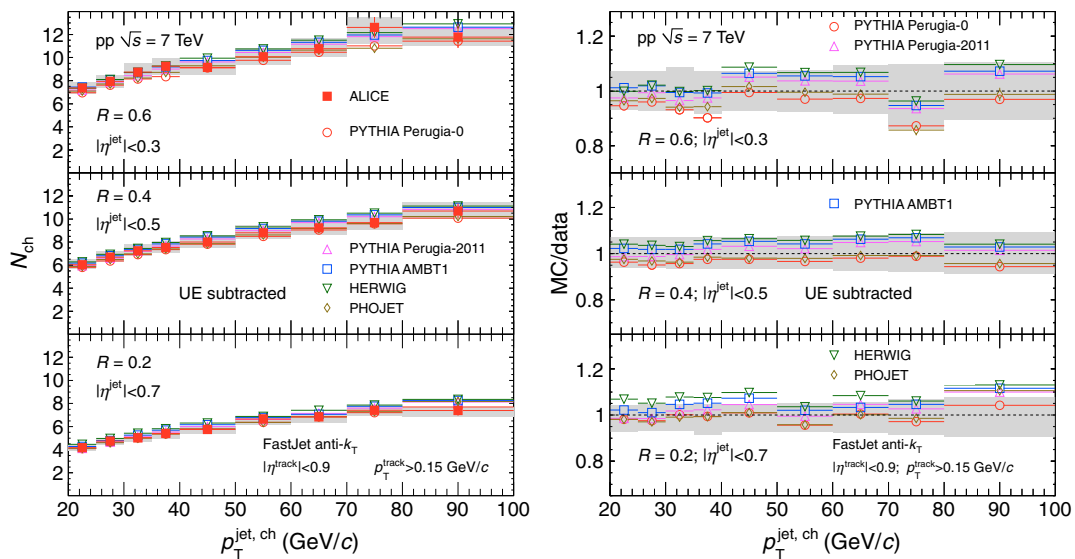 pp √s = 7 TeV
ALICE
R = 0.6
PYTHIA Perugia-0
|η^jet|<0.3
12
10
8
6
4
2
R = 0.4
|η^jet|<0.5
PYTHIA Perugia-2011
PYTHIA AMBT1
UE subtracted
HERWIG
PHOJET
12
10
8
6
4
2
N_ch
R = 0.2
|η^jet|<0.7
FastJet anti-k_T
|η^track|<0.9 p_T^track>0.15 GeV/c
12
10
8
6
4
2
0
20 30 40 50 60 70 80 90 100
p_T^jet, ch (GeV/c)
pp √s = 7 TeV
PYTHIA Perugia-0
PYTHIA Perugia-2011
R = 0.6; |η^jet|<0.3
1.2
1
0.8
PYTHIA AMBT1
R = 0.4; |η^jet|<0.5 UE subtracted
1.2
1
0.8
MC/data
HERWIG
PHOJET
FastJet anti-k_T
R = 0.2; |η^jet|<0.7 |η^track|<0.9; p_T^track>0.15 GeV/c
1.2
1
0.8
20 30 40 50 60 70 80 90 100
p_T^jet, ch (GeV/c)